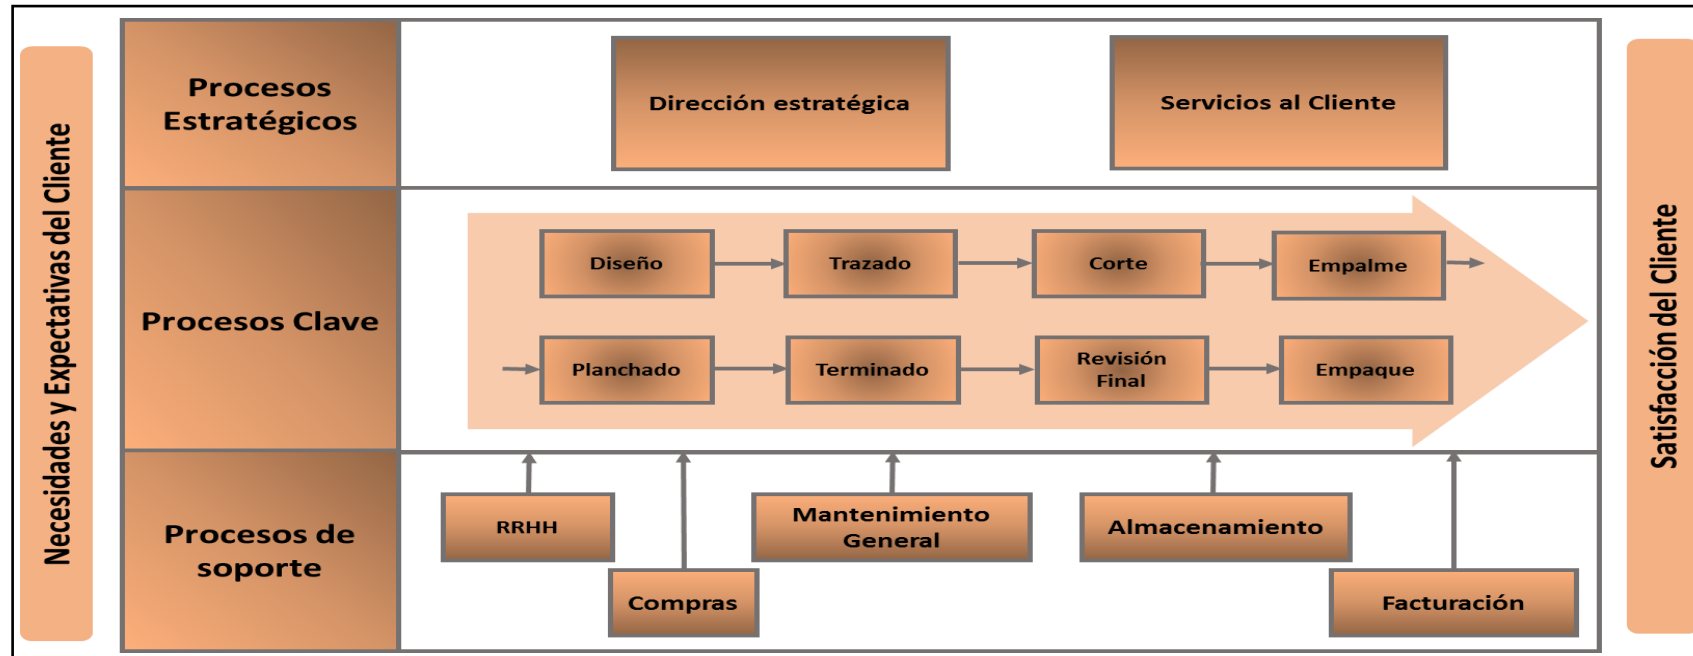 Necesidades y Expectativas del Cliente
Procesos
Estratégicos
Dirección estratégica
Servicios al Cliente
Procesos Clave
Diseño
Trazado
Corte
Empalme
Planchado
Terminado
Revisión
Final
Empaque
Procesos de
soporte
RRHH
Compras
Mantenimiento
General
Almacenamiento
Facturación
Satisfacción del Cliente